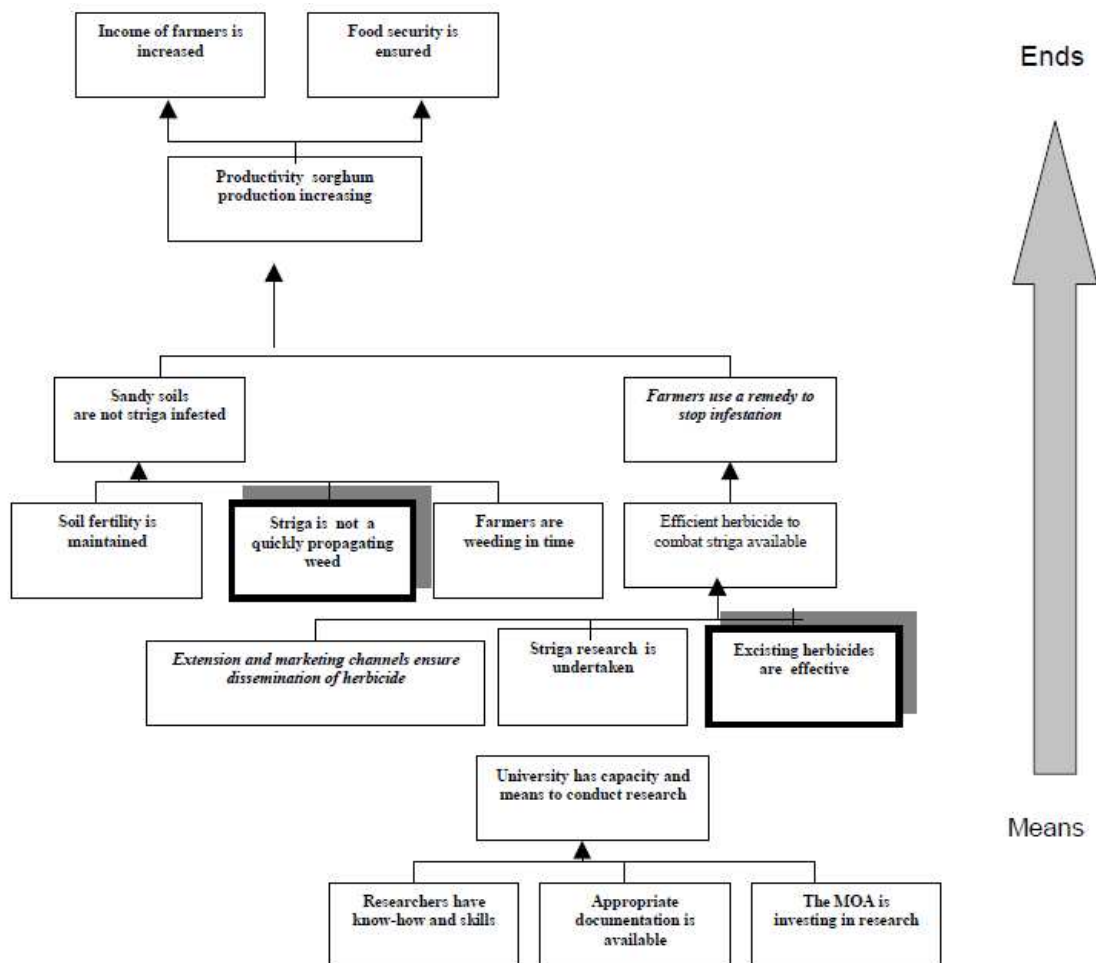 Income of farmers is
increased
Food security is
ensured
Ends
Productivity sorghum
production increasing
Sandy soils
are not striga infested
Farmers use a remedy to
stop infestation
Soil fertility is
maintained
Striga is not a
quickly propagating
weed
Farmers are
weeding in time
Efficient herbicide to
combat striga available
Extension and marketing channels ensure
dissemination of herbicide
Striga research is
undertaken
Excisting herbicides
are effective
University has capacity and
means to conduct research
Means
Researchers have
know-how and skills
Appropriate
documentation is
available
The MOA is
investing in research